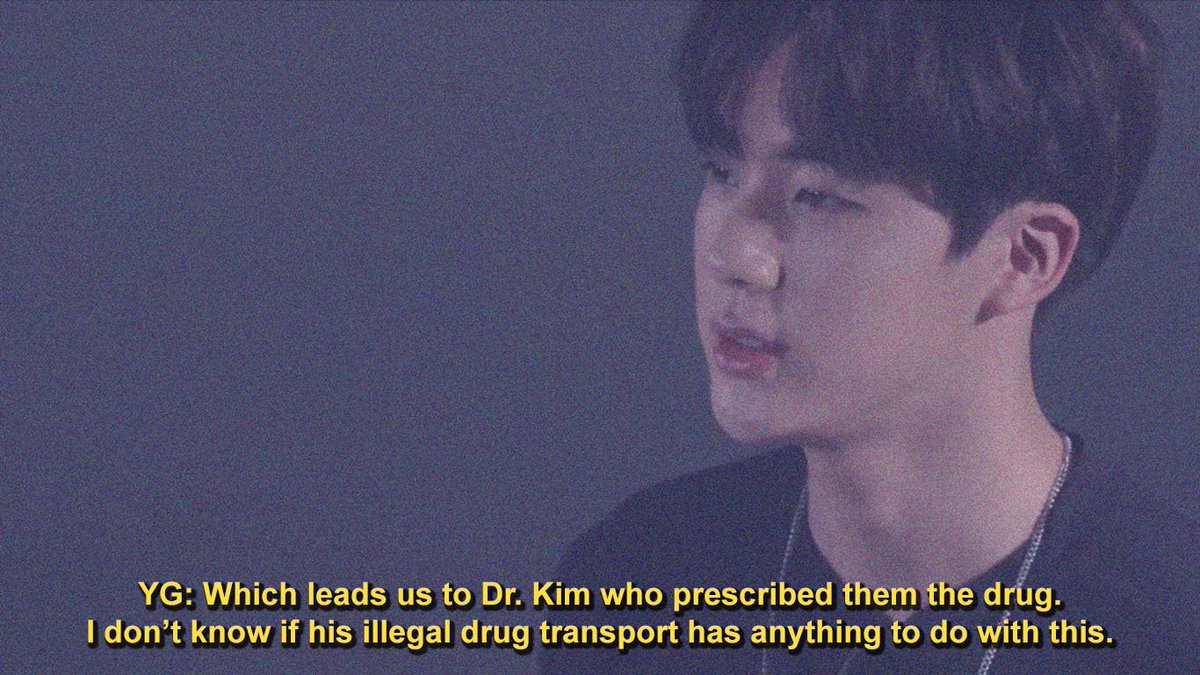 YG: Which leads us to Dr. Kim who prescribed them the drug.
I don’t know if his illegal drug transport has anything to do with this.